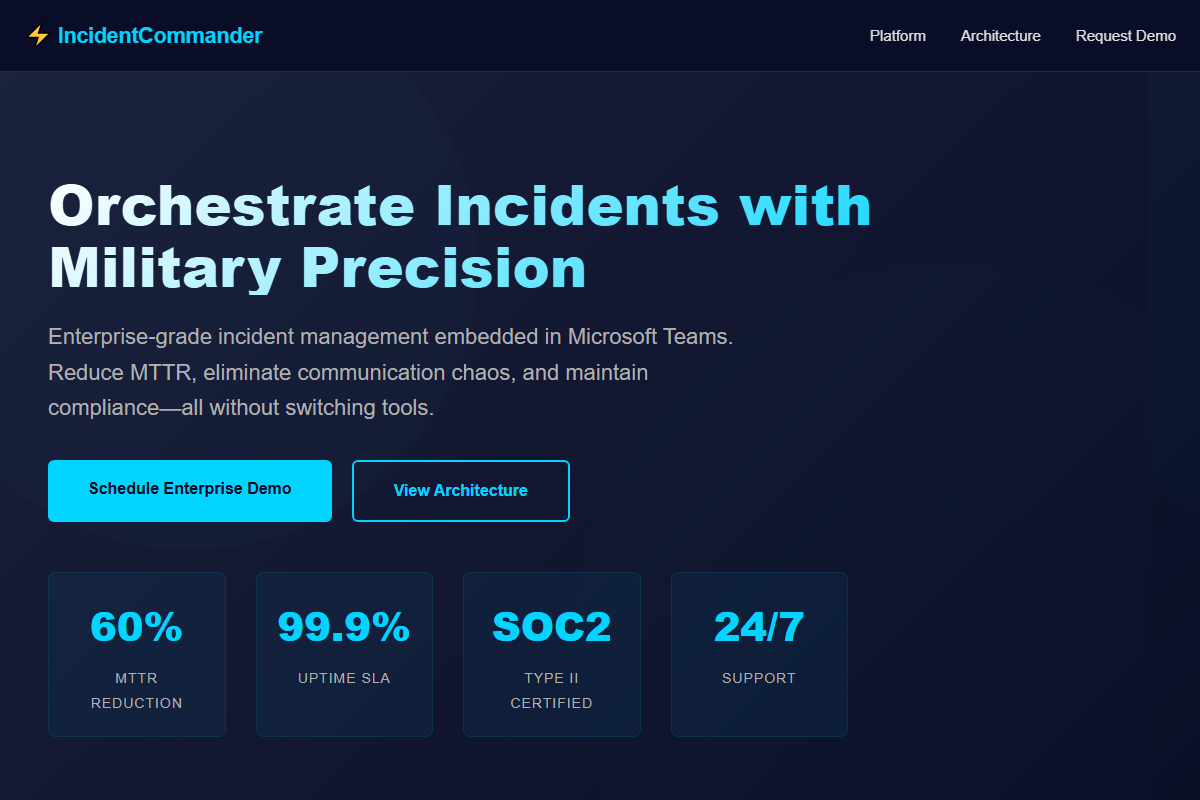 ⚡ IncidentCommander
Platform
Architecture
Request Demo
Orchestrate Incidents with
Military Precision
Enterprise-grade incident management embedded in Microsoft Teams.
Reduce MTTR, eliminate communication chaos, and maintain
compliance—all without switching tools.
Schedule Enterprise Demo
View Architecture
60%
MTTR
REDUCTION
99.9%
UPTIME SLA
SOC2
TYPE II
CERTIFIED
24/7
SUPPORT